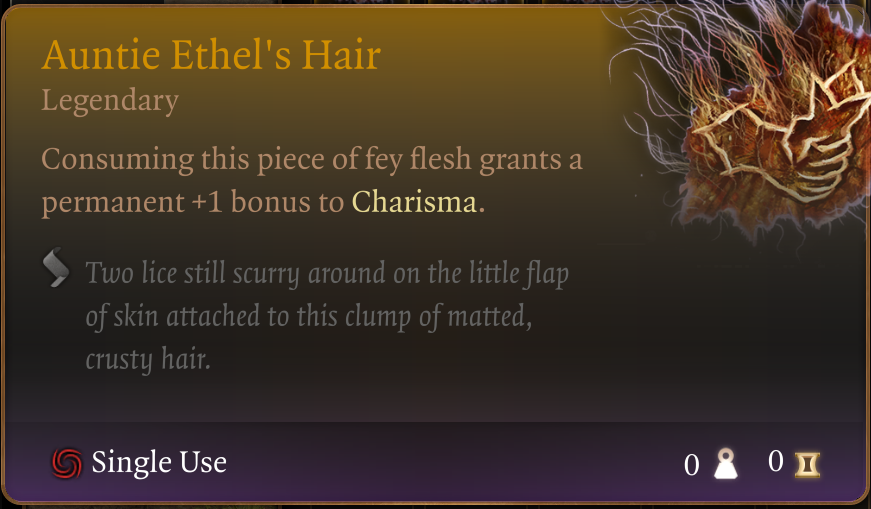 Auntie Ethel's Hair
Legendary
Consuming this piece of fey flesh grants a
permanent +1 bonus to Charisma.
Two lice still scurry around on the little flap
of skin attached to this clump of matted,
crusty hair.
Single Use 0 0